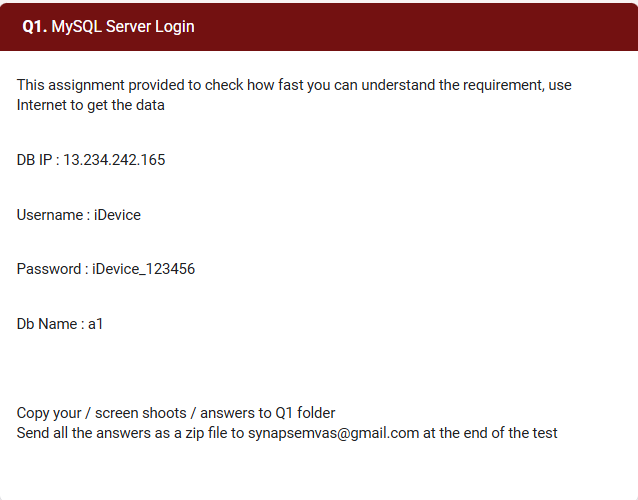 Q1. MySQL Server Login
This assignment provided to check how fast you can understand the requirement, use
Internet to get the data
DB IP : 13.234.242.165
Username : iDevice
Password : iDevice_123456
Db Name : a1
Copy your / screen shoots / answers to Q1 folder
Send all the answers as a zip file to synapsemvas@gmail.com at the end of the test